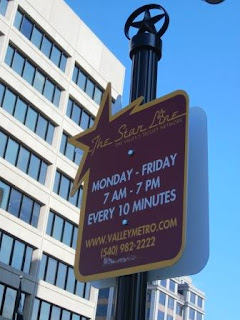 The Star Line
MONDAY - FRIDAY
7 AM - 7 PM
EVERY 10 MINUTES
WWW.VALLEYMETRO.COM
(540) 982-2222